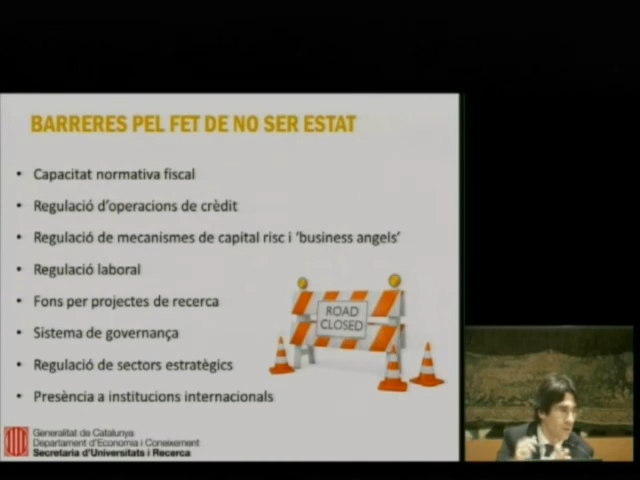 BARRERES PEL FET DE NO SER ESTAT
• Capacitat normativa fiscal
• Regulació d'operacions de crèdit
• Regulació de mecanismes de capital risc i 'business angels'
• Regulació laboral
• Fons per projectes de recerca
• Sistema de governança
• Regulació de sectors estratègics
• Presència a institucions internacionals
ROAD
CLOSED
Generalitat de Catalunya
Departament d'Economia i Coneixement
Secretaria d'Universitats i Recerca